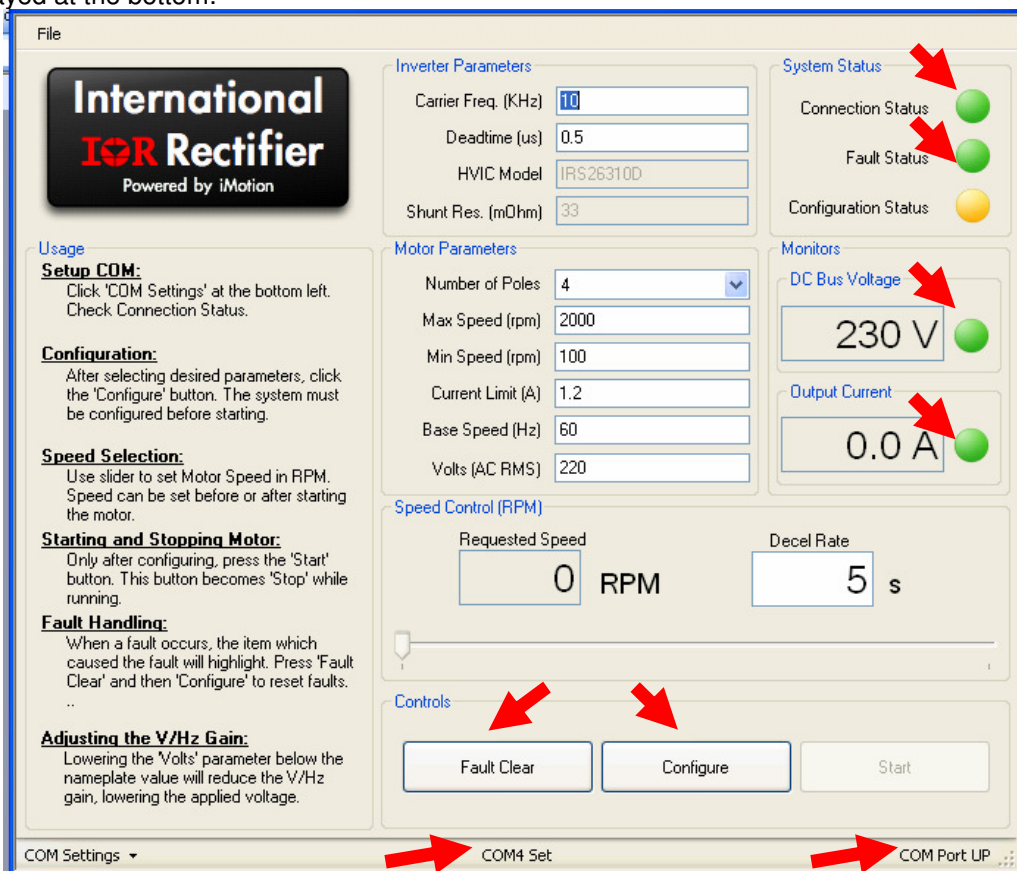 File
International
IOR Rectifier
Powered by iMotion
Inverter Parameters
Carrier Freq. (KHz) 10
Deadtime (us) 0.5
HVIC Model IRS26310D
Shunt Res. (mOhm) 33
System Status
Connection Status
Fault Status
Configuration Status
Usage
Setup COM:
Click 'COM Settings' at the bottom left.
Check Connection Status.
Configuration:
After selecting desired parameters, click
the 'Configure' button. The system must
be configured before starting.
Speed Selection:
Use slider to set Motor Speed in RPM.
Speed can be set before or after starting
the motor.
Starting and Stopping Motor:
Only after configuring, press the 'Start'
button. This button becomes 'Stop' while
running.
Fault Handling:
When a fault occurs, the item which
caused the fault will highlight. Press 'Fault
Clear' and then 'Configure' to reset faults.
..
Adjusting the V/Hz Gain:
Lowering the 'Volts' parameter below the
nameplate value will reduce the V/Hz
gain, lowering the applied voltage.
Motor Parameters
Number of Poles 4
Max Speed (rpm) 2000
Min Speed (rpm) 100
Current Limit (A) 1.2
Base Speed (Hz) 60
Volts (AC RMS) 220
Monitors
DC Bus Voltage
230 V
Output Current
0.0 A
Speed Control (RPM)
Requested Speed
0 RPM
Decel Rate
5 s
Controls
Fault Clear
Configure
Start
COM Settings
COM4 Set
COM Port UP